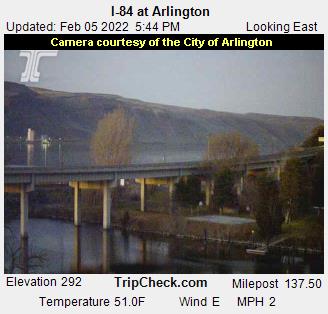 I-84 at Arlington
Updated: Feb 05 2022 5:44 PM Looking East
Camera courtesy of the City of Arlington
Elevation 292 TripCheck.com Milepost 137.50
Temperature 51.0F Wind E MPH 2